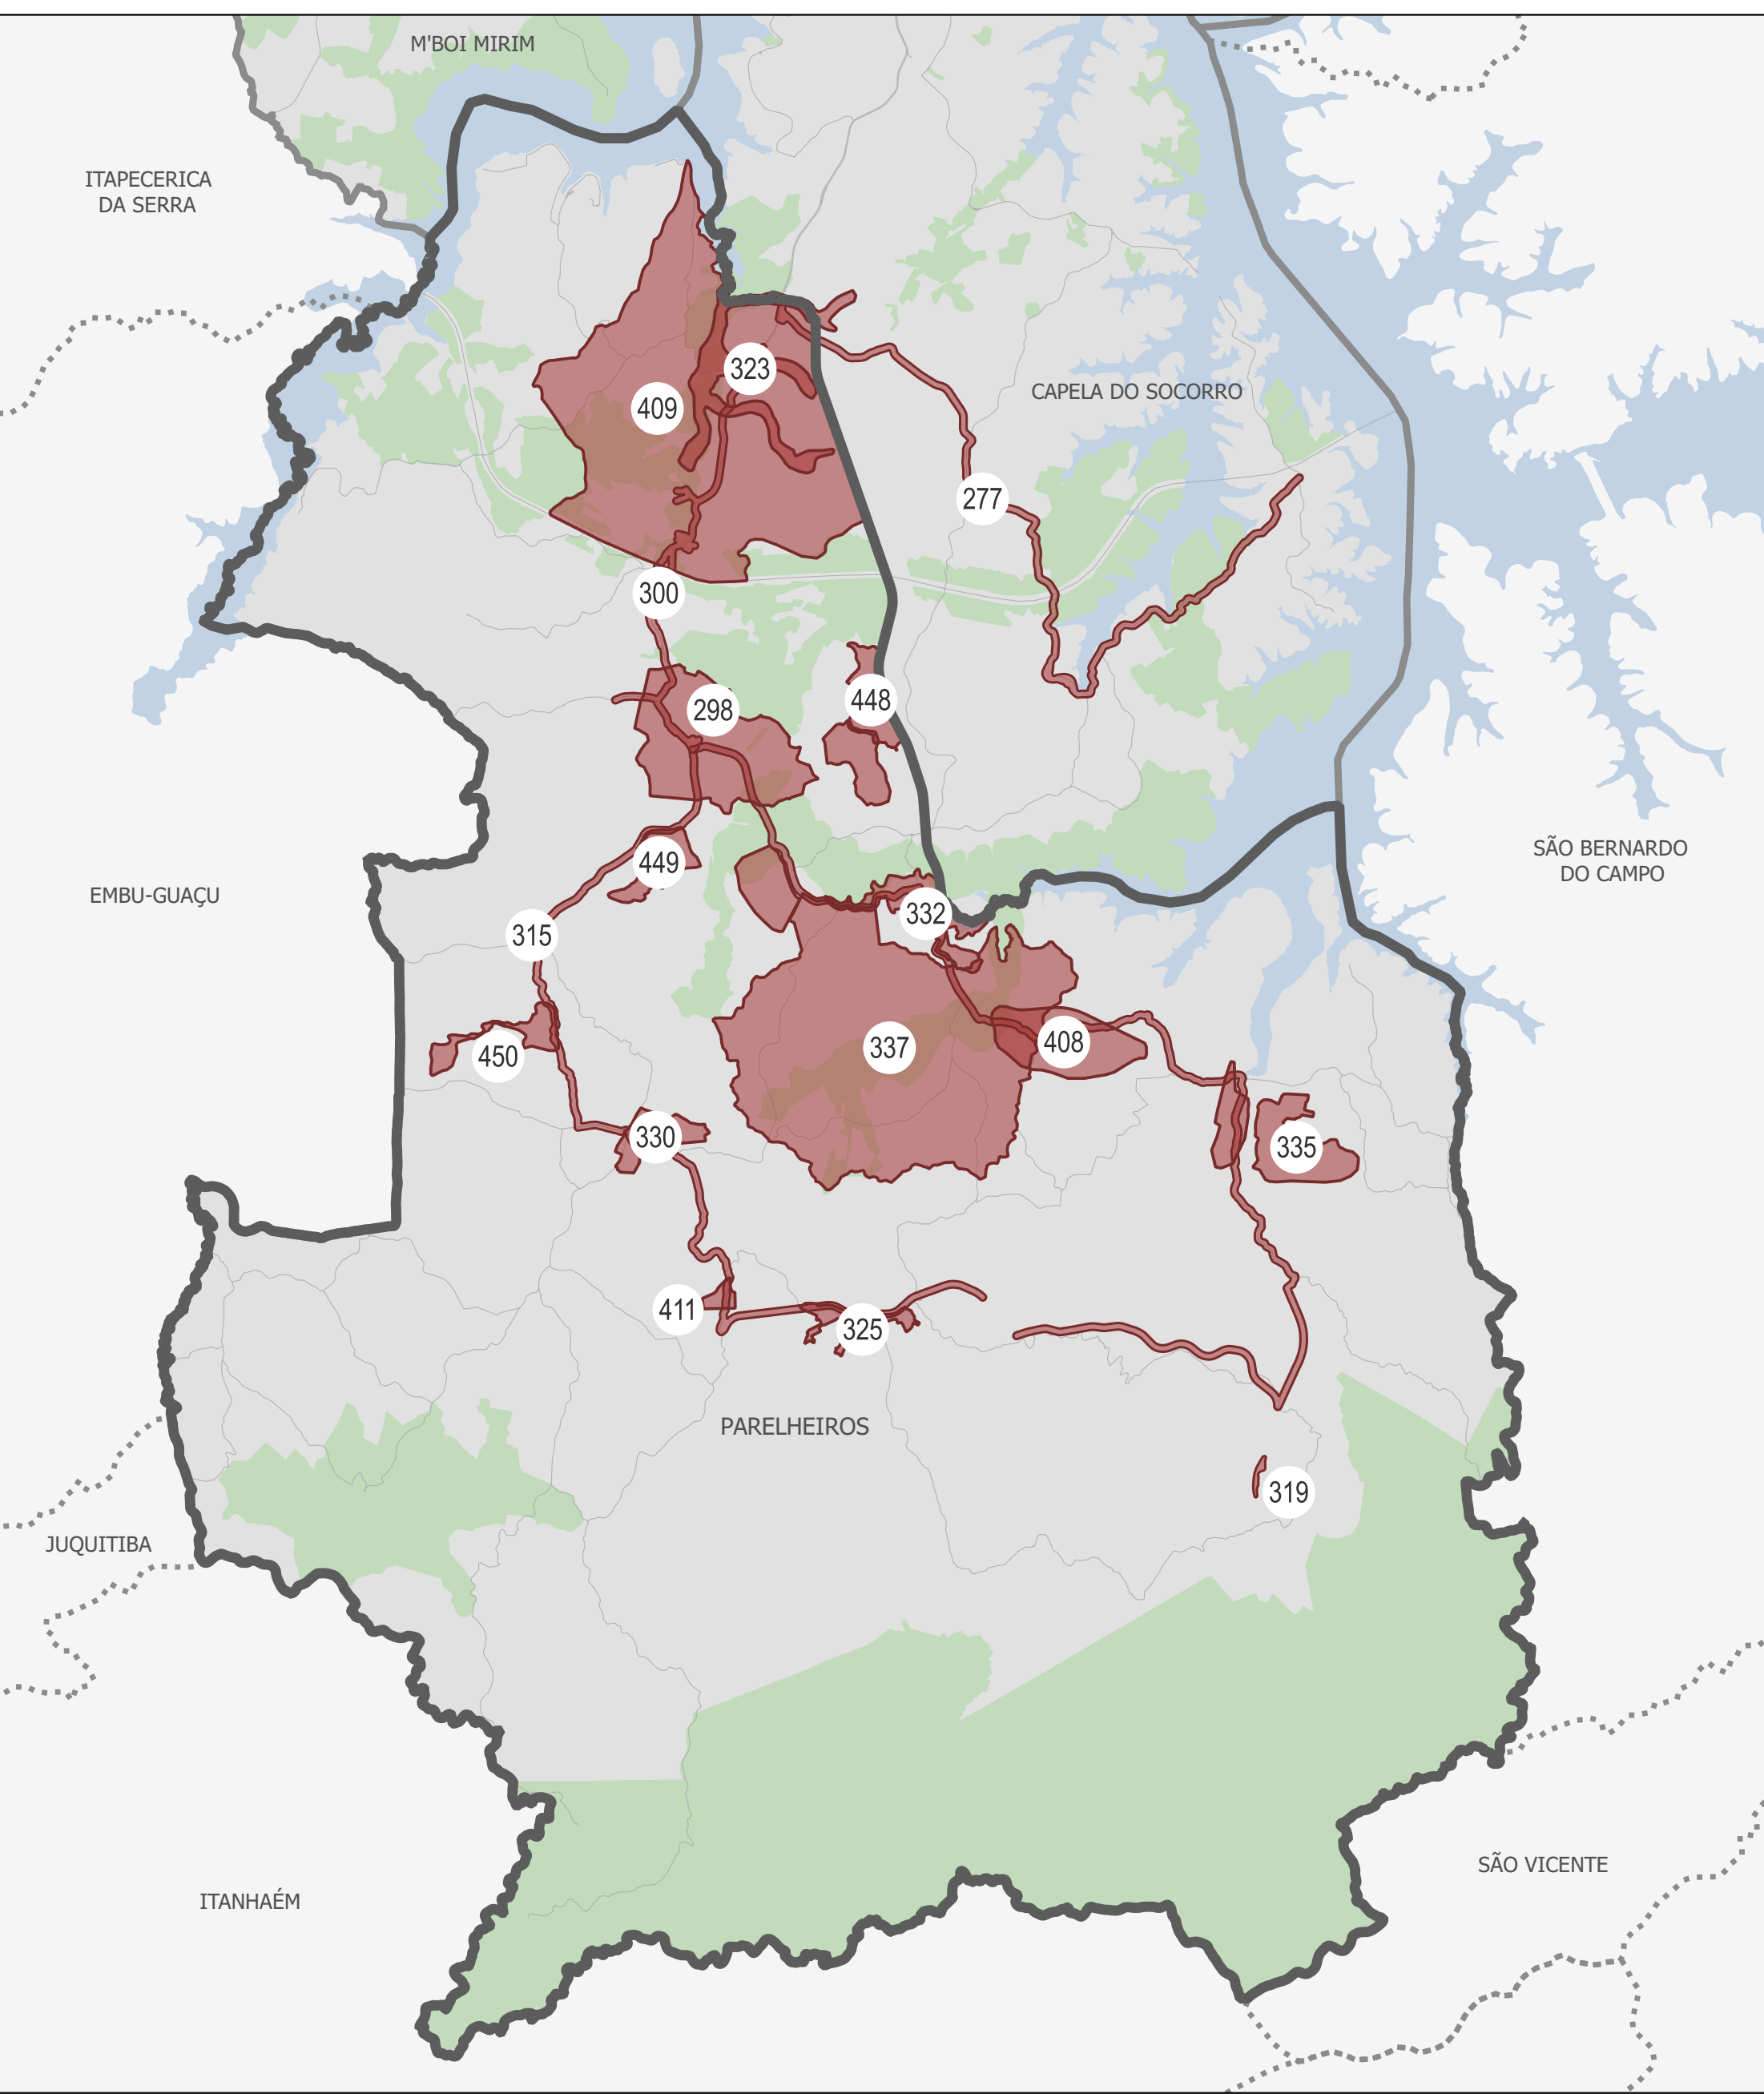 M'BOI MIRIM
ITAPECERICA
DA SERRA
323
CAPELA DO SOCORRO
409
277
300
448
298
SÃO BERNARDO
DO CAMPO
449
EMBU-GUAÇU
332
315
408
337
450
330
335
411
325
PARELHEIROS
319
JUQUITIBA
SÃO VICENTE
ITANHAÉM